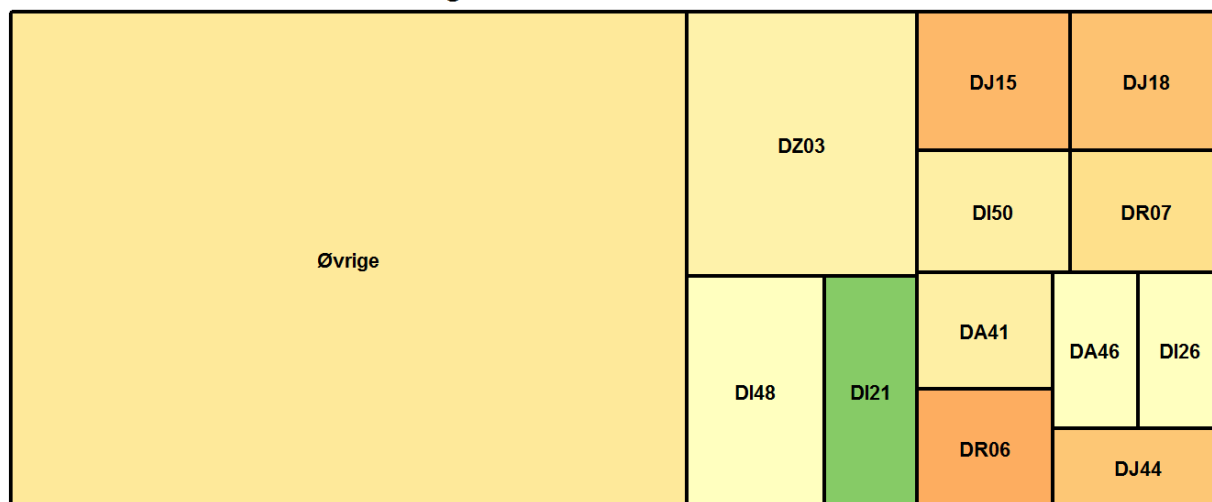 Øvrige
DZ03
DI48
DI21
DJ15
DJ18
DI50
DR07
DA41
DA46
DI26
DR06
DJ44